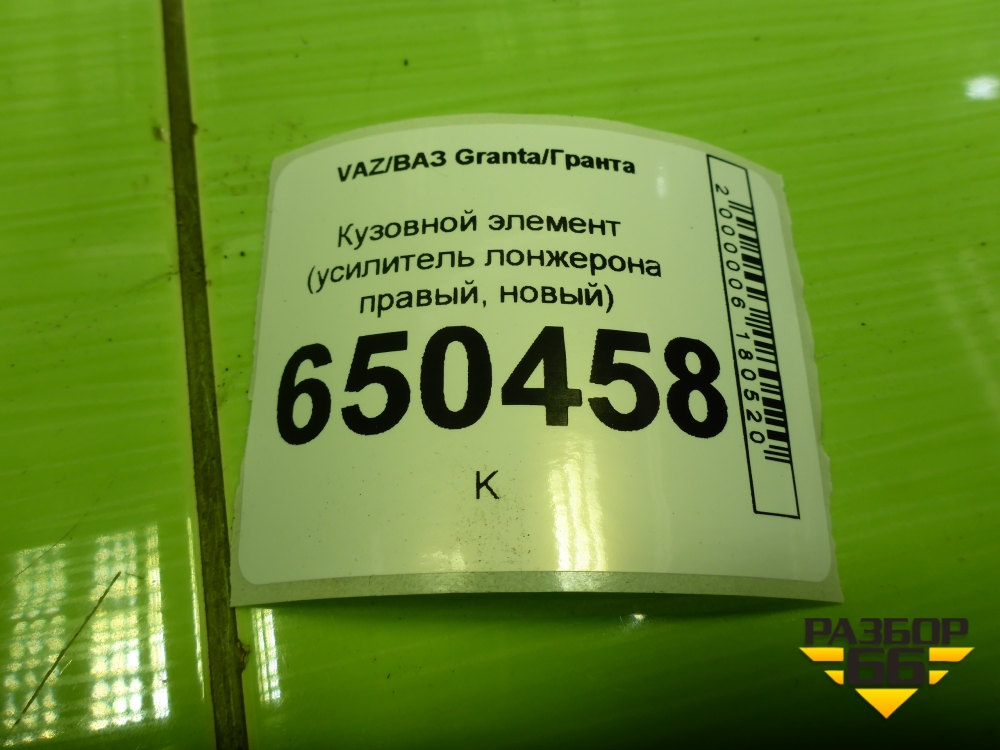 VAZ/ВАЗ Granta/Гранта
Кузовной элемент
(усилитель лонжерона
правый, новый)
650458
К
2000006180520
РАЗБОР
66